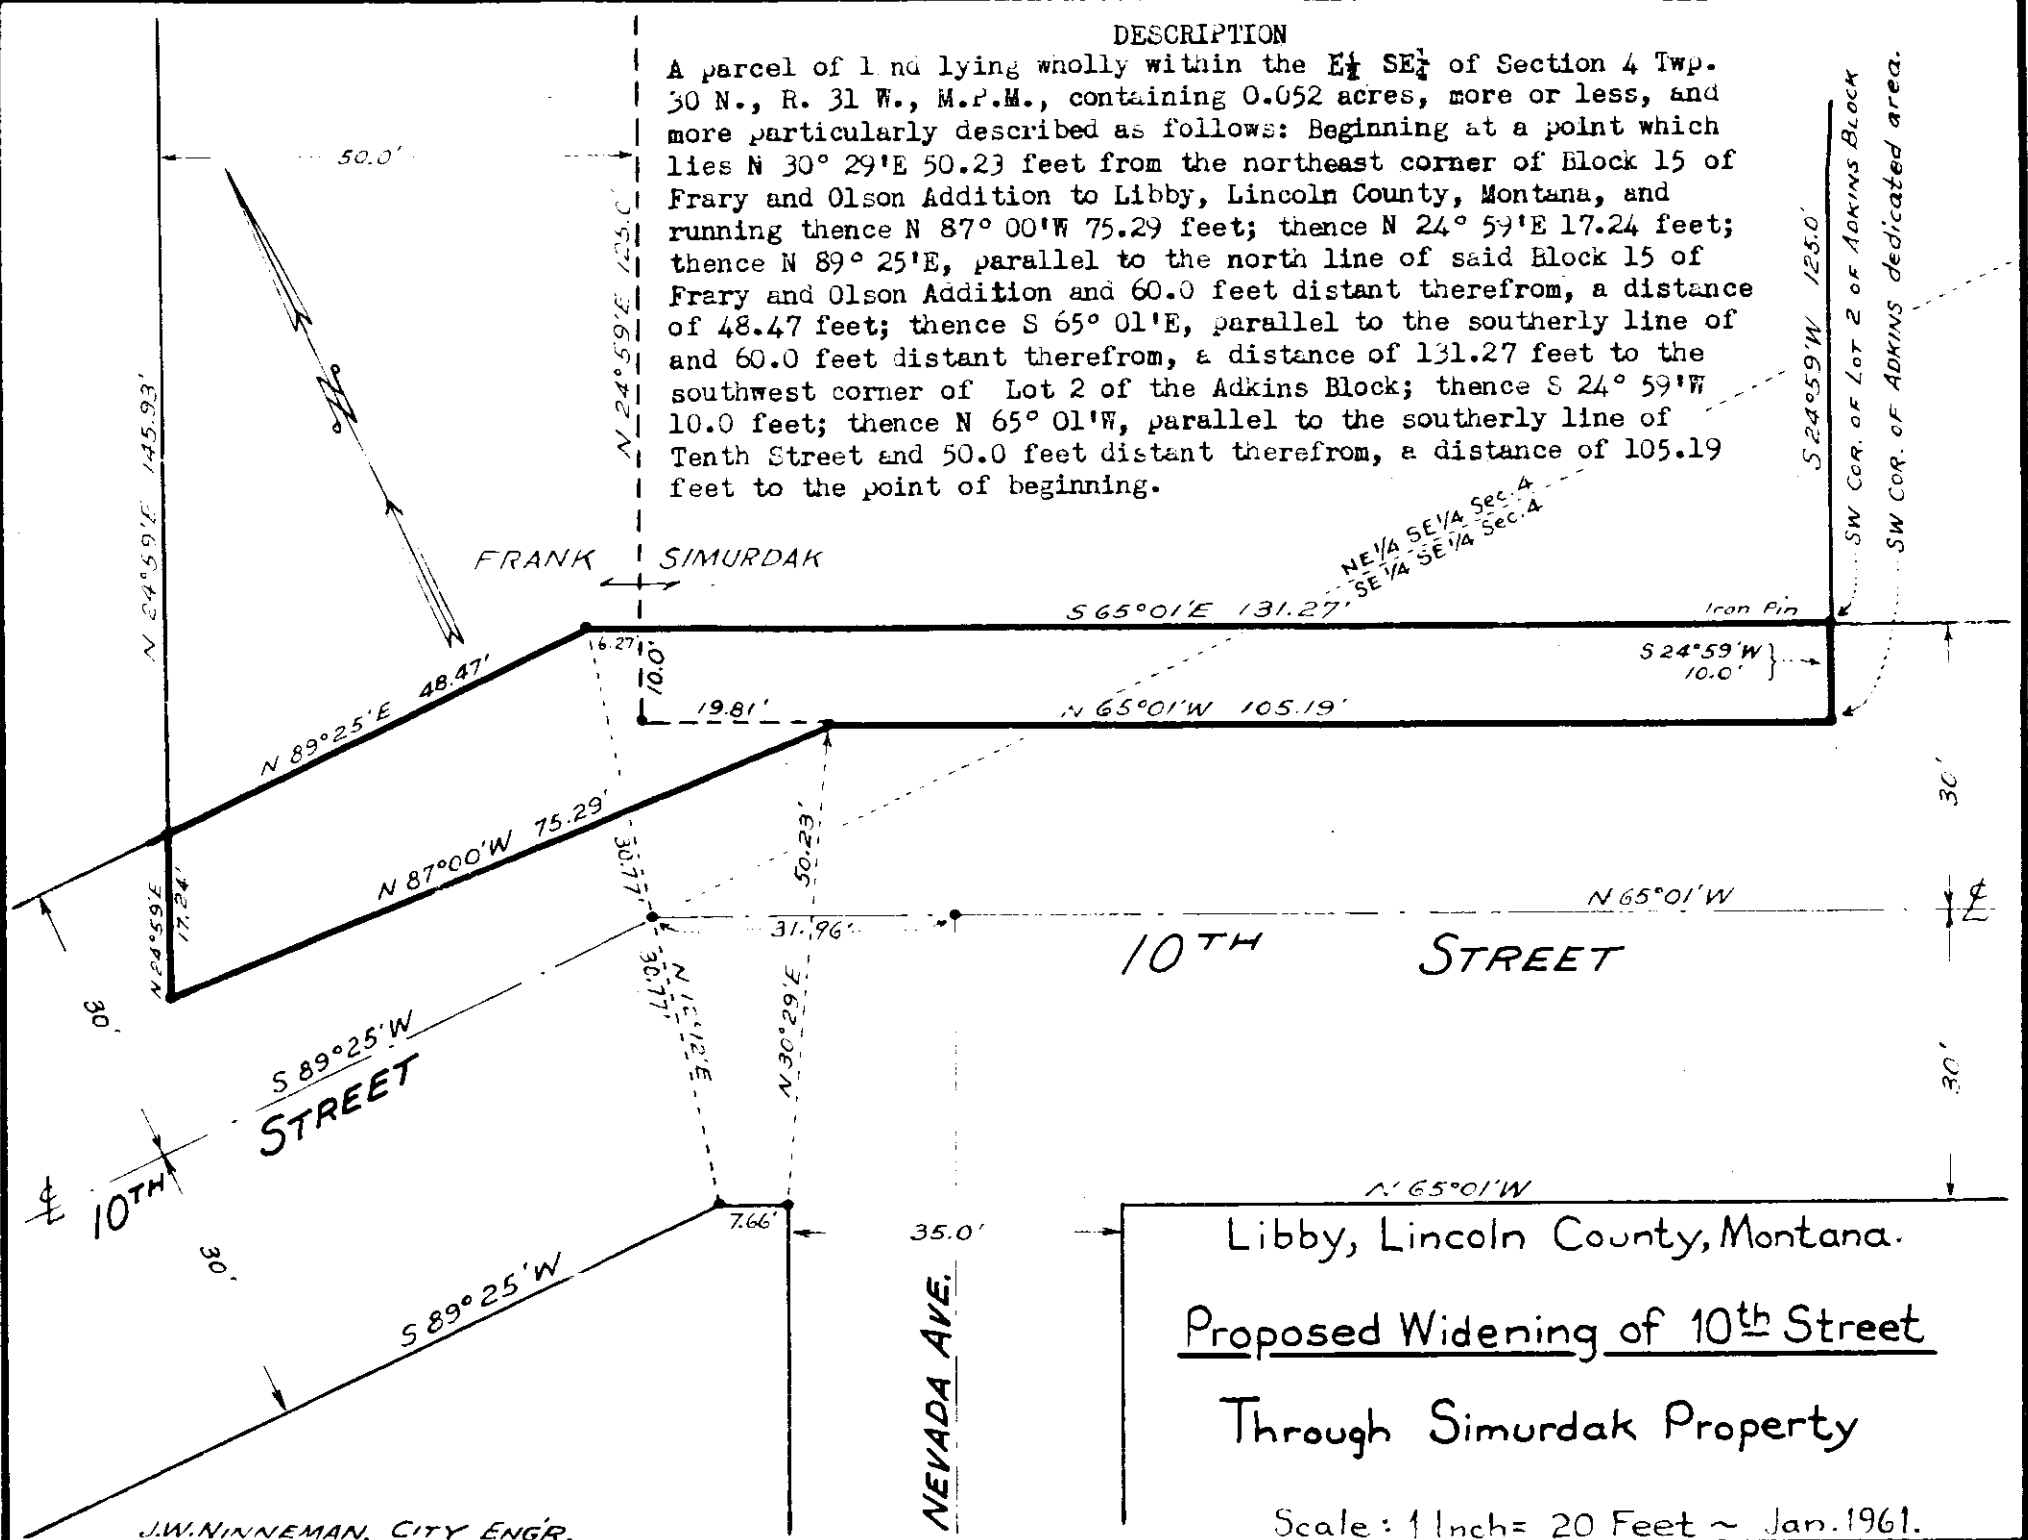 DESCRIPTION
A parcel of l nd lying wholly within the E½ SE¼ of Section 4 Twp.
30 N., R. 31 W., M.P.M., containing 0.052 acres, more or less, and
more particularly described as follows: Beginning at a point which
lies N 30° 29'E 50.23 feet from the northeast corner of Block 15 of
Frary and Olson Addition to Libby, Lincoln County, Montana, and
running thence N 87° 00'W 75.29 feet; thence N 24° 59'E 17.24 feet;
thence N 89° 25'E, parallel to the north line of said Block 15 of
Frary and Olson Addition and 60.0 feet distant therefrom, a distance
of 48.47 feet; thence S 65° 01'E, parallel to the southerly line of
and 60.0 feet distant therefrom, a distance of 131.27 feet to the
southwest corner of Lot 2 of the Adkins Block; thence S 24° 59'W
10.0 feet; thence N 65° 01'W, parallel to the southerly line of
Tenth Street and 50.0 feet distant therefrom, a distance of 105.19
feet to the point of beginning.
50.0'
N 24°59'E 145.93'
N 24°59'E 125.0'
N
S 24°59'W 125.0'
SW COR. OF LOT 2 OF ADKINS BLOCK
SW COR. OF ADKINS dedicated area.
NE 1/4 SE 1/4 Sec. 4
SE 1/4 SE 1/4 Sec. 4
FRANK SIMURDAK
S 65°01'E 131.27'
Iron Pin
6.27'
10.0'
S 24°59'W
10.0'
48.47'
N 89°25'E
19.81'
N 65°01'W 105.19'
N 87°00'W 75.29'
30'
50.23'
30.77'
N 24°59'E
17.24'
31.96'
N 65°01'W
℄
10TH STREET
30.77'
N 30°29'E
30'
S 89°25'W
STREET
30'
℄ 10TH
7.66'
35.0'
N 65°01'W
30'
S 89°25'W
NEVADA AVE.
Libby, Lincoln County, Montana.
Proposed Widening of 10th Street
Through Simurdak Property
J.W. NINNEMAN, CITY ENG'R.
Scale: 1 Inch = 20 Feet ~ Jan. 1961.